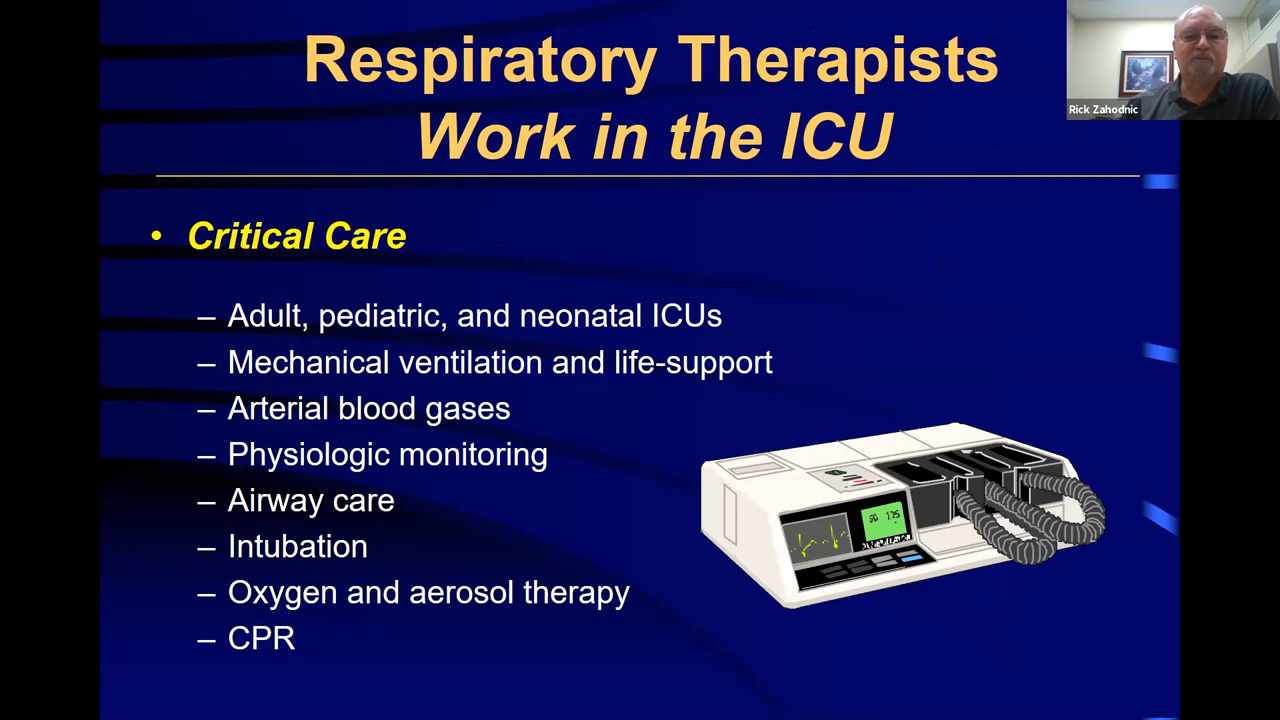 Respiratory Therapists
Work in the ICU
Rick Zahodnic
• Critical Care
– Adult, pediatric, and neonatal ICUs
– Mechanical ventilation and life-support
– Arterial blood gases
– Physiologic monitoring
– Airway care
– Intubation
– Oxygen and aerosol therapy
– CPR